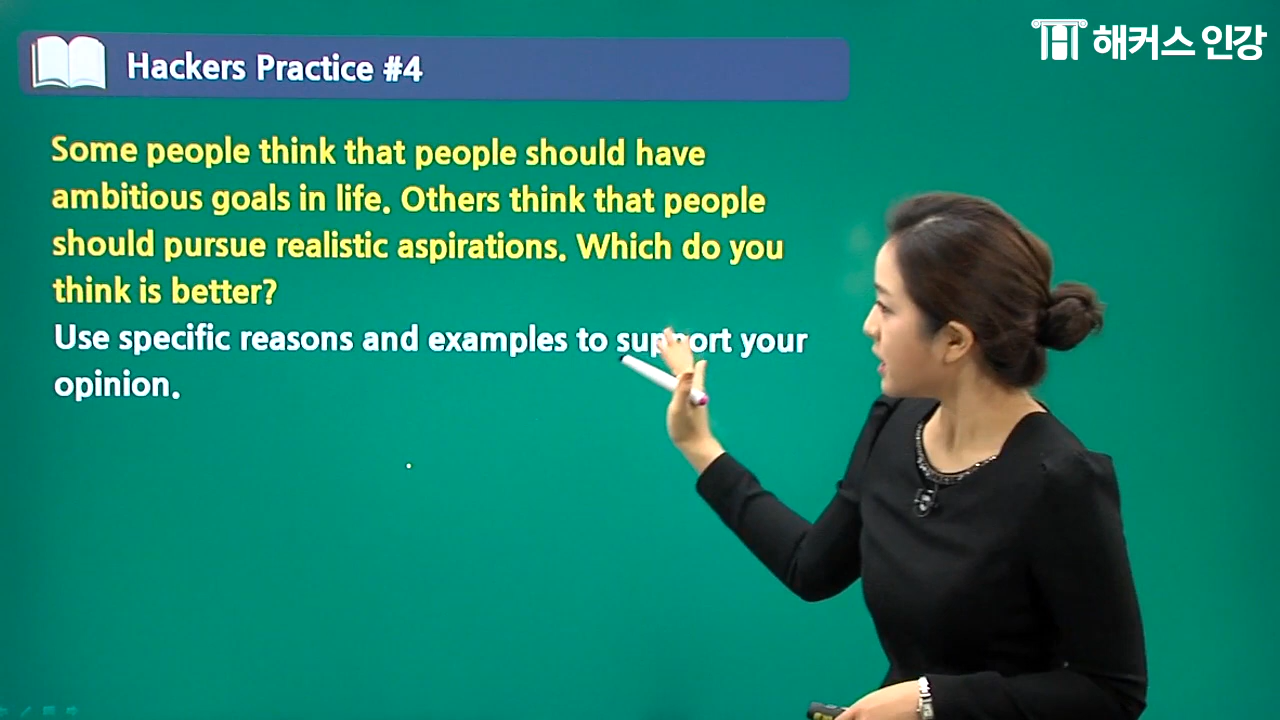 해커스 인강
Hackers Practice #4
Some people think that people should have
ambitious goals in life. Others think that people
should pursue realistic aspirations. Which do you
think is better?
Use specific reasons and examples to support your
opinion.